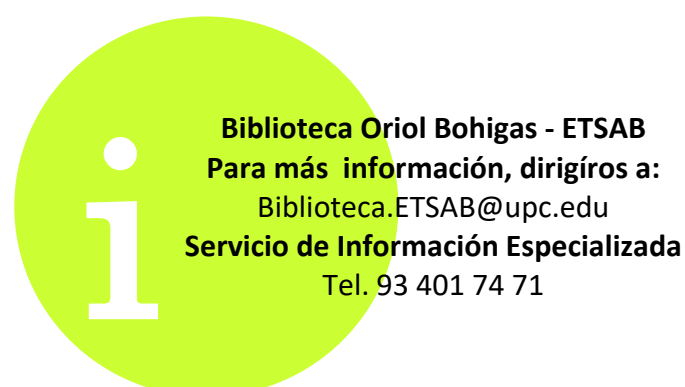 Biblioteca Oriol Bohigas - ETSAB
Para más  información, dirigíros a:
Biblioteca.ETSAB@upc.edu
Servicio de Información Especializada
Tel. 93 401 74 71